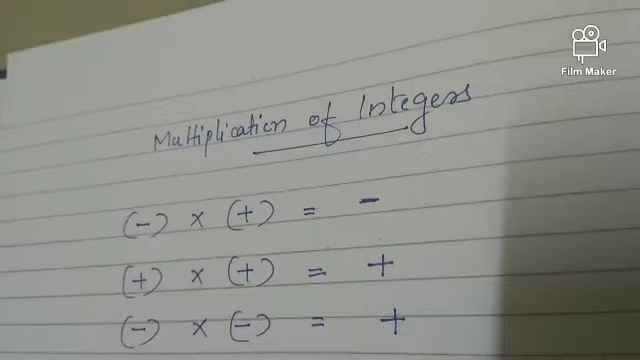 Film Maker
Multiplication of Integers
(-) × (+) = -
(+) × (+) = +
(-) × (-) = +